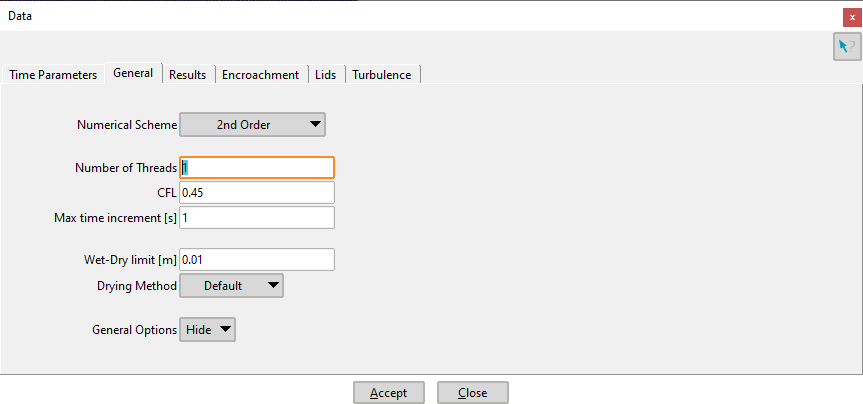 Data
x
Time Parameters General Results Encroachment Lids Turbulence
Numerical Scheme 2nd Order
Number of Threads 1
CFL 0.45
Max time increment [s] 1
Wet-Dry limit [m] 0.01
Drying Method Default
General Options Hide
Accept Close